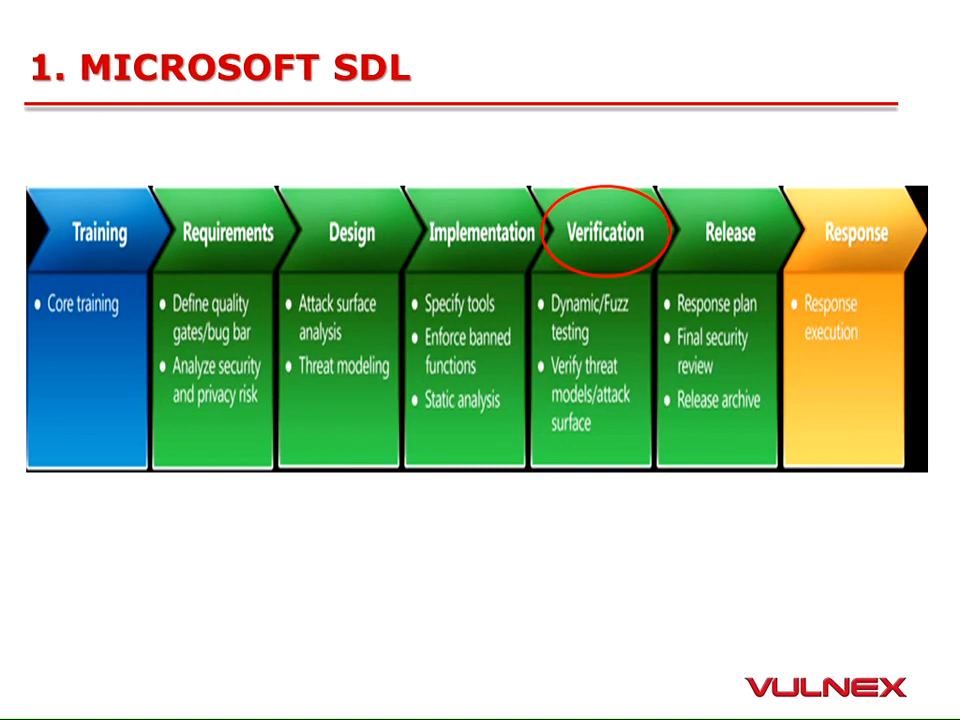 1. MICROSOFT SDL
Training
• Core training
Requirements
• Define quality
gates/bug bar
• Analyze security
and privacy risk
Design
• Attack surface
analysis
• Threat modeling
Implementation
• Specify tools
• Enforce banned
functions
• Static analysis
Verification
• Dynamic/Fuzz
testing
• Verify threat
models/attack
surface
Release
• Response plan
• Final security
review
• Release archive
Response
• Response
execution
VULNEX